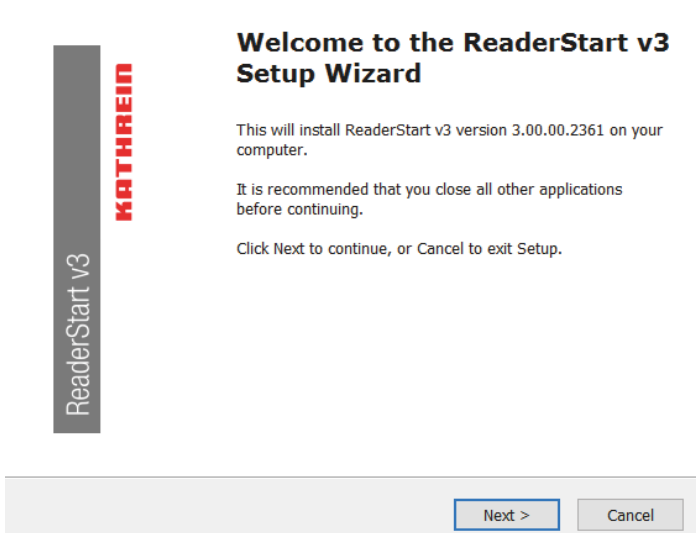 Welcome to the ReaderStart v3
Setup Wizard
This will install ReaderStart v3 version 3.00.00.2361 on your
computer.
It is recommended that you close all other applications
before continuing.
Click Next to continue, or Cancel to exit Setup.
KATHREIN
ReaderStart v3
Next >
Cancel